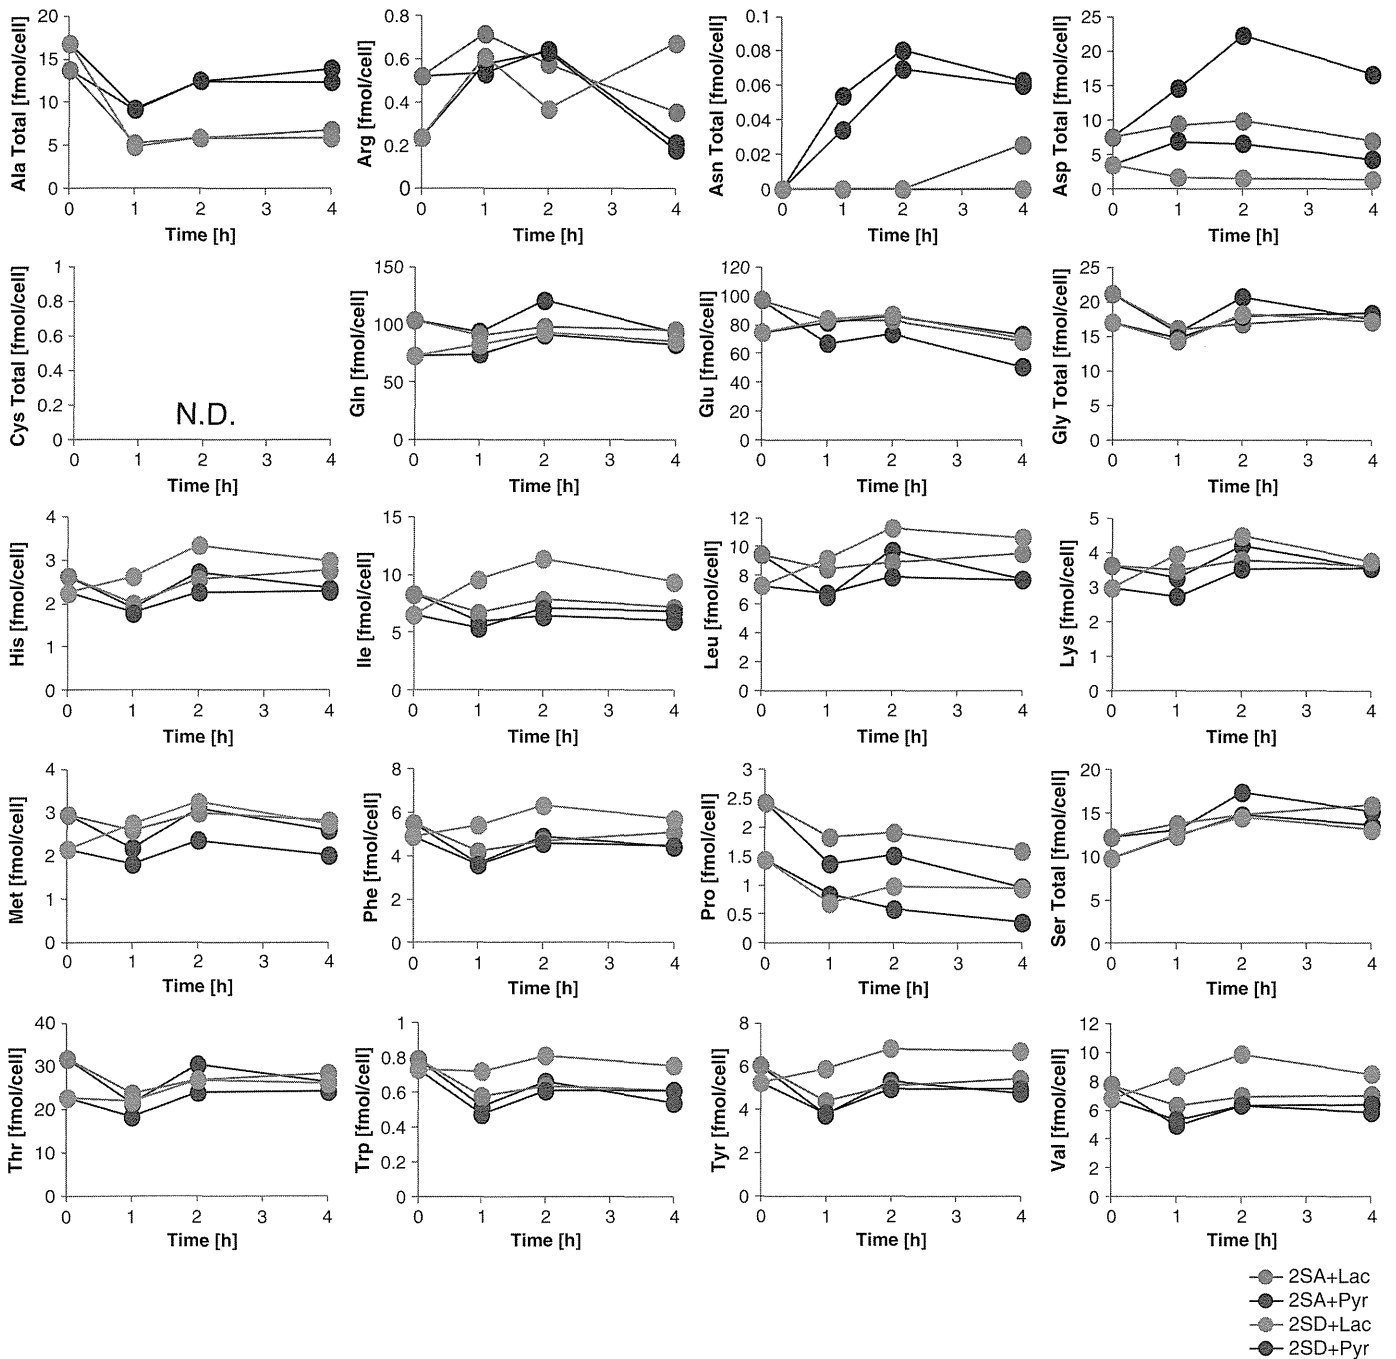 Ala Total [fmol/cell]
20
15
10
5
0
0 1 2 3 4
Time [h]
Arg [fmol/cell]
0.8
0.6
0.4
0.2
0
0 1 2 3 4
Time [h]
Asn Total [fmol/cell]
0.1
0.08
0.06
0.04
0.02
0
0 1 2 3 4
Time [h]
Asp Total [fmol/cell]
25
20
15
10
5
0
0 1 2 3 4
Time [h]
Cys Total [fmol/cell]
1
0.8
0.6
0.4
0.2
0
N.D.
0 1 2 3 4
Time [h]
Gln [fmol/cell]
150
100
50
0
0 1 2 3 4
Time [h]
Glu [fmol/cell]
120
100
80
60
40
20
0
0 1 2 3 4
Time [h]
Gly Total [fmol/cell]
25
20
15
10
5
0
0 1 2 3 4
Time [h]
His [fmol/cell]
4
3
2
1
0
0 1 2 3 4
Time [h]
Ile [fmol/cell]
15
10
5
0
0 1 2 3 4
Time [h]
Leu [fmol/cell]
12
10
8
6
4
2
0
0 1 2 3 4
Time [h]
Lys [fmol/cell]
5
4
3
2
1
0
0 1 2 3 4
Time [h]
Met [fmol/cell]
4
3
2
1
0
0 1 2 3 4
Time [h]
Phe [fmol/cell]
8
6
4
2
0
0 1 2 3 4
Time [h]
Pro [fmol/cell]
3
2.5
2
1.5
1
0.5
0
0 1 2 3 4
Time [h]
Ser Total [fmol/cell]
20
15
10
5
0
0 1 2 3 4
Time [h]
Thr [fmol/cell]
40
30
20
10
0
0 1 2 3 4
Time [h]
Trp [fmol/cell]
1
0.8
0.6
0.4
0.2
0
0 1 2 3 4
Time [h]
Tyr [fmol/cell]
8
6
4
2
0
0 1 2 3 4
Time [h]
Val [fmol/cell]
12
10
8
6
4
2
0
0 1 2 3 4
Time [h]
2SA+Lac
2SA+Pyr
2SD+Lac
2SD+Pyr